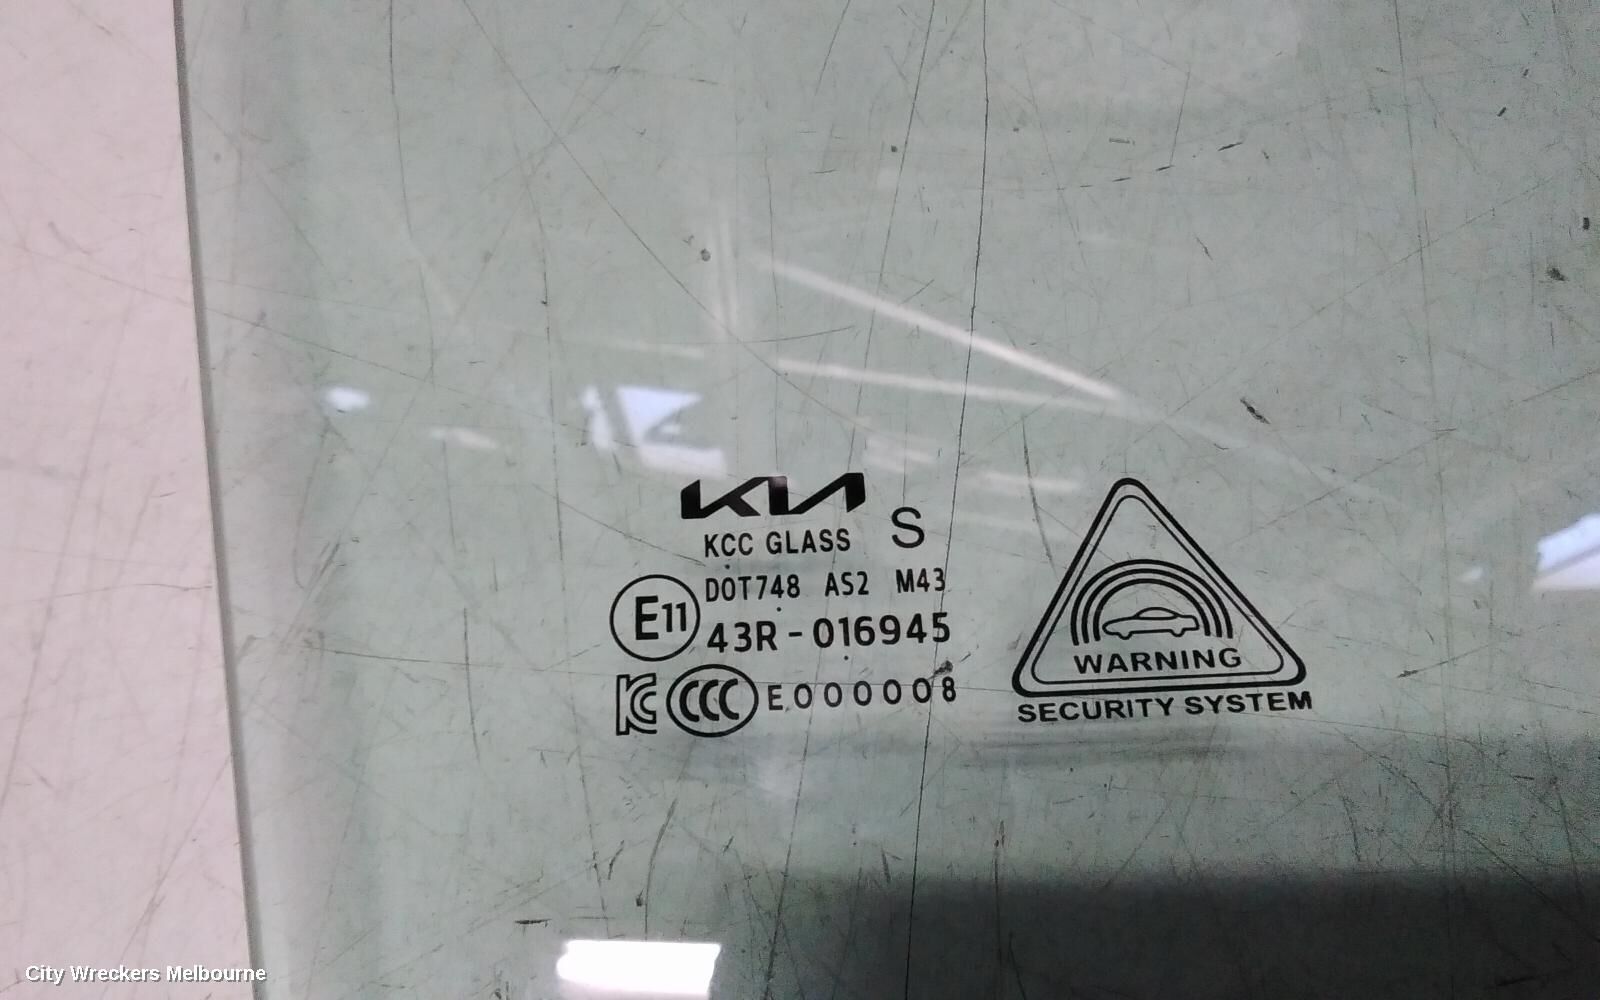 KIA
KCC GLASS S
DOT748 AS2 M43
E11 43R-016945
KC CCC E000008
WARNING
SECURITY SYSTEM
City Wreckers Melbourne